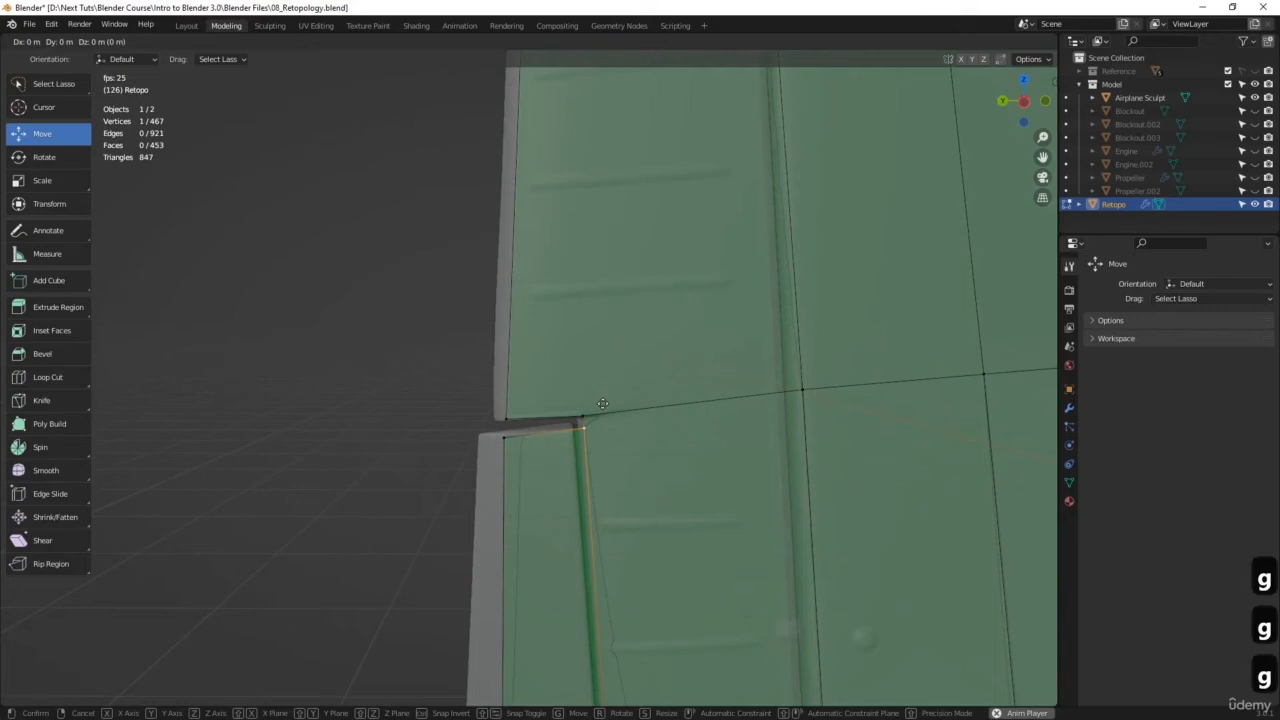 Blender* [D:\Next Tuts\Blender Course\Intro to Blender 3.0\Blender Files\08_Retopology.blend]
File Edit Render Window Help Layout Modeling Sculpting UV Editing Texture Paint Shading Animation Rendering Compositing Geometry Nodes Scripting + Scene ViewLayer
Dx: 0 m Dy: 0 m Dz: 0 m (0 m)
Orientation: Default Drag: Select Lasso X Y Z Options
Select Lasso
Cursor
Move
Rotate
Scale
Transform
Annotate
Measure
Add Cube
Extrude Region
Inset Faces
Bevel
Loop Cut
Knife
Poly Build
Spin
Smooth
Edge Slide
Shrink/Fatten
Shear
Rip Region
fps: 25
(126) Retopo
Objects 1/2
Vertices 1/467
Edges 0/921
Faces 0/453
Triangles 847
Z
Y
Scene Collection
Reference
Model
Airplane Sculpt
Blockout
Blockout.002
Blockout.003
Engine
Engine.002
Propeller
Propeller.002
Retopo
Move
Orientation Default
Drag: Select Lasso
Options
Workspace
g
g
g
ûdemy
Confirm Cancel X X Axis Y Y Axis Z Z Axis X X Plane Y Y Plane Z Z Plane Snap Invert Snap Toggle G Move R Rotate S Resize Automatic Constraint Automatic Constraint Plane Precision Mode Anim Player